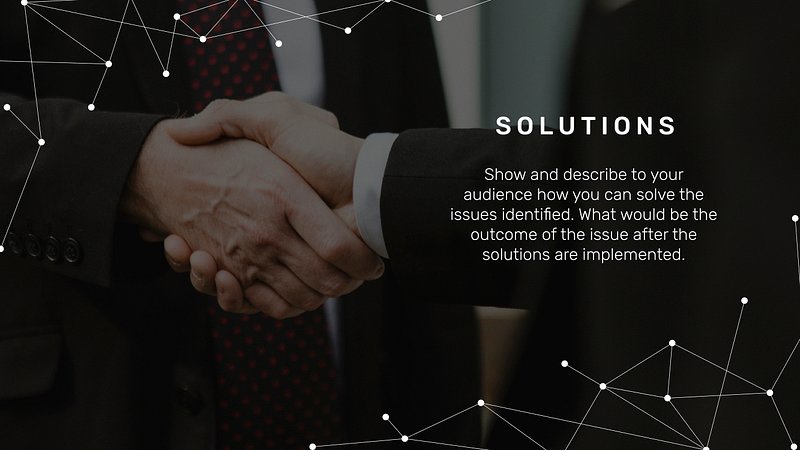 SOLUTIONS
Show and describe to your
audience how you can solve the
issues identified. What would be the
outcome of the issue after the
solutions are implemented.